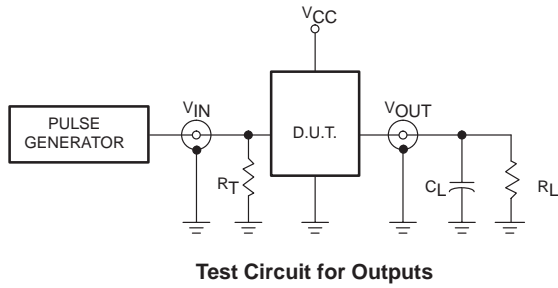 VCC
PULSE
GENERATOR
VIN
D.U.T.
VOUT
RT
CL
RL
Test Circuit for Outputs